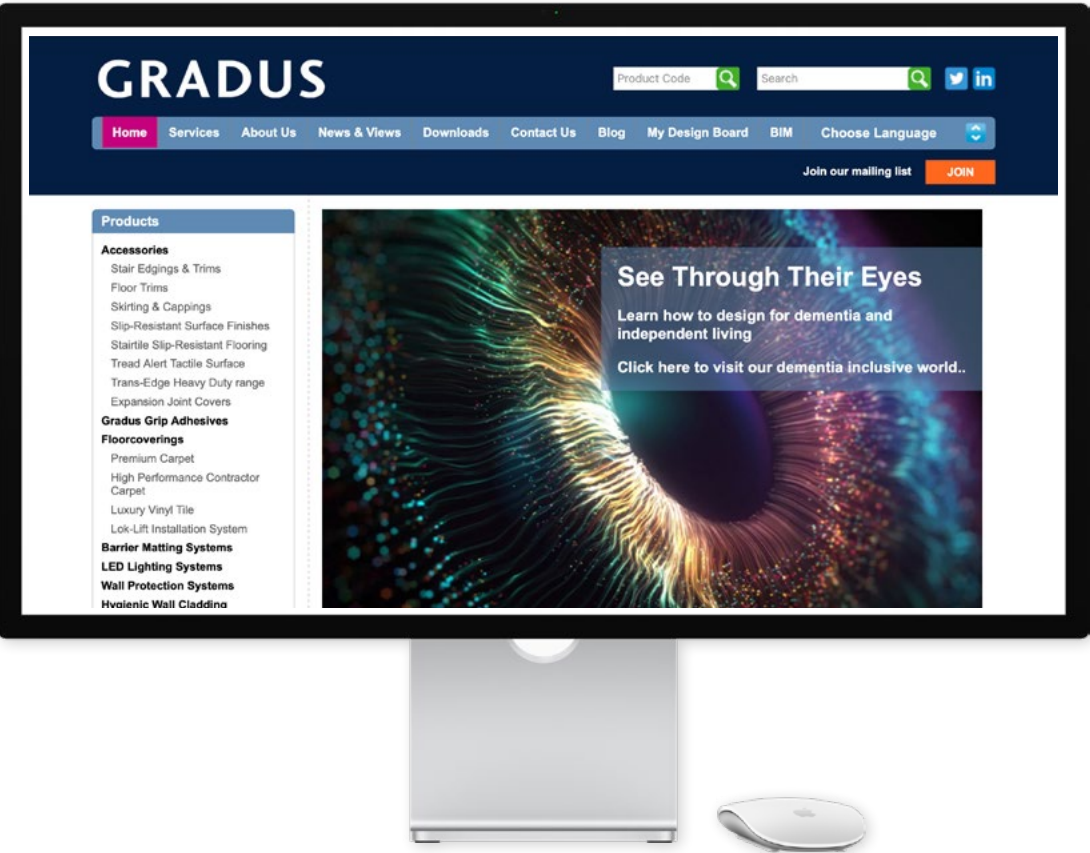 GRADUS
Product Code
Search
in
Home Services About Us News & Views Downloads Contact Us Blog My Design Board BIM Choose Language
Join our mailing list JOIN
Products
Accessories
Stair Edgings & Trims
Floor Trims
Skirting & Cappings
Slip-Resistant Surface Finishes
Stairtile Slip-Resistant Flooring
Tread Alert Tactile Surface
Trans-Edge Heavy Duty range
Expansion Joint Covers
Gradus Grip Adhesives
Floorcoverings
Premium Carpet
High Performance Contractor
Carpet
Luxury Vinyl Tile
Lok-Lift Installation System
Barrier Matting Systems
LED Lighting Systems
Wall Protection Systems
Hygienic Wall Cladding
See Through Their Eyes
Learn how to design for dementia and
independent living
Click here to visit our dementia inclusive world..